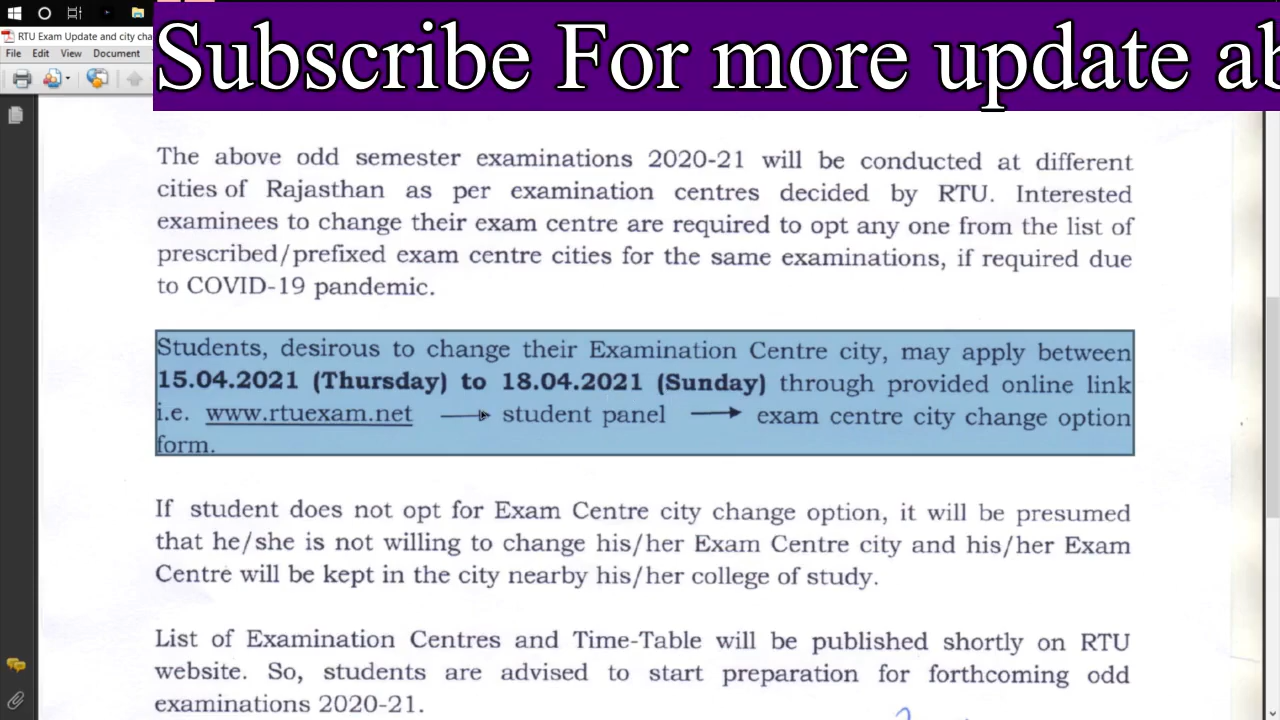 RTU Exam Update and city cha
Subscribe For more update ab
File Edit View Document
The above odd semester examinations 2020-21 will be conducted at different
cities of Rajasthan as per examination centres decided by RTU. Interested
examinees to change their exam centre are required to opt any one from the list of
prescribed/prefixed exam centre cities for the same examinations, if required due
to COVID-19 pandemic.
Students, desirous to change their Examination Centre city, may apply between
15.04.2021 (Thursday) to 18.04.2021 (Sunday) through provided online link
i.e. www.rtuexam.net → student panel → exam centre city change option
form.
If student does not opt for Exam Centre city change option, it will be presumed
that he/she is not willing to change his/her Exam Centre city and his/her Exam
Centre will be kept in the city nearby his/her college of study.
List of Examination Centres and Time-Table will be published shortly on RTU
website. So, students are advised to start preparation for forthcoming odd
examinations 2020-21.